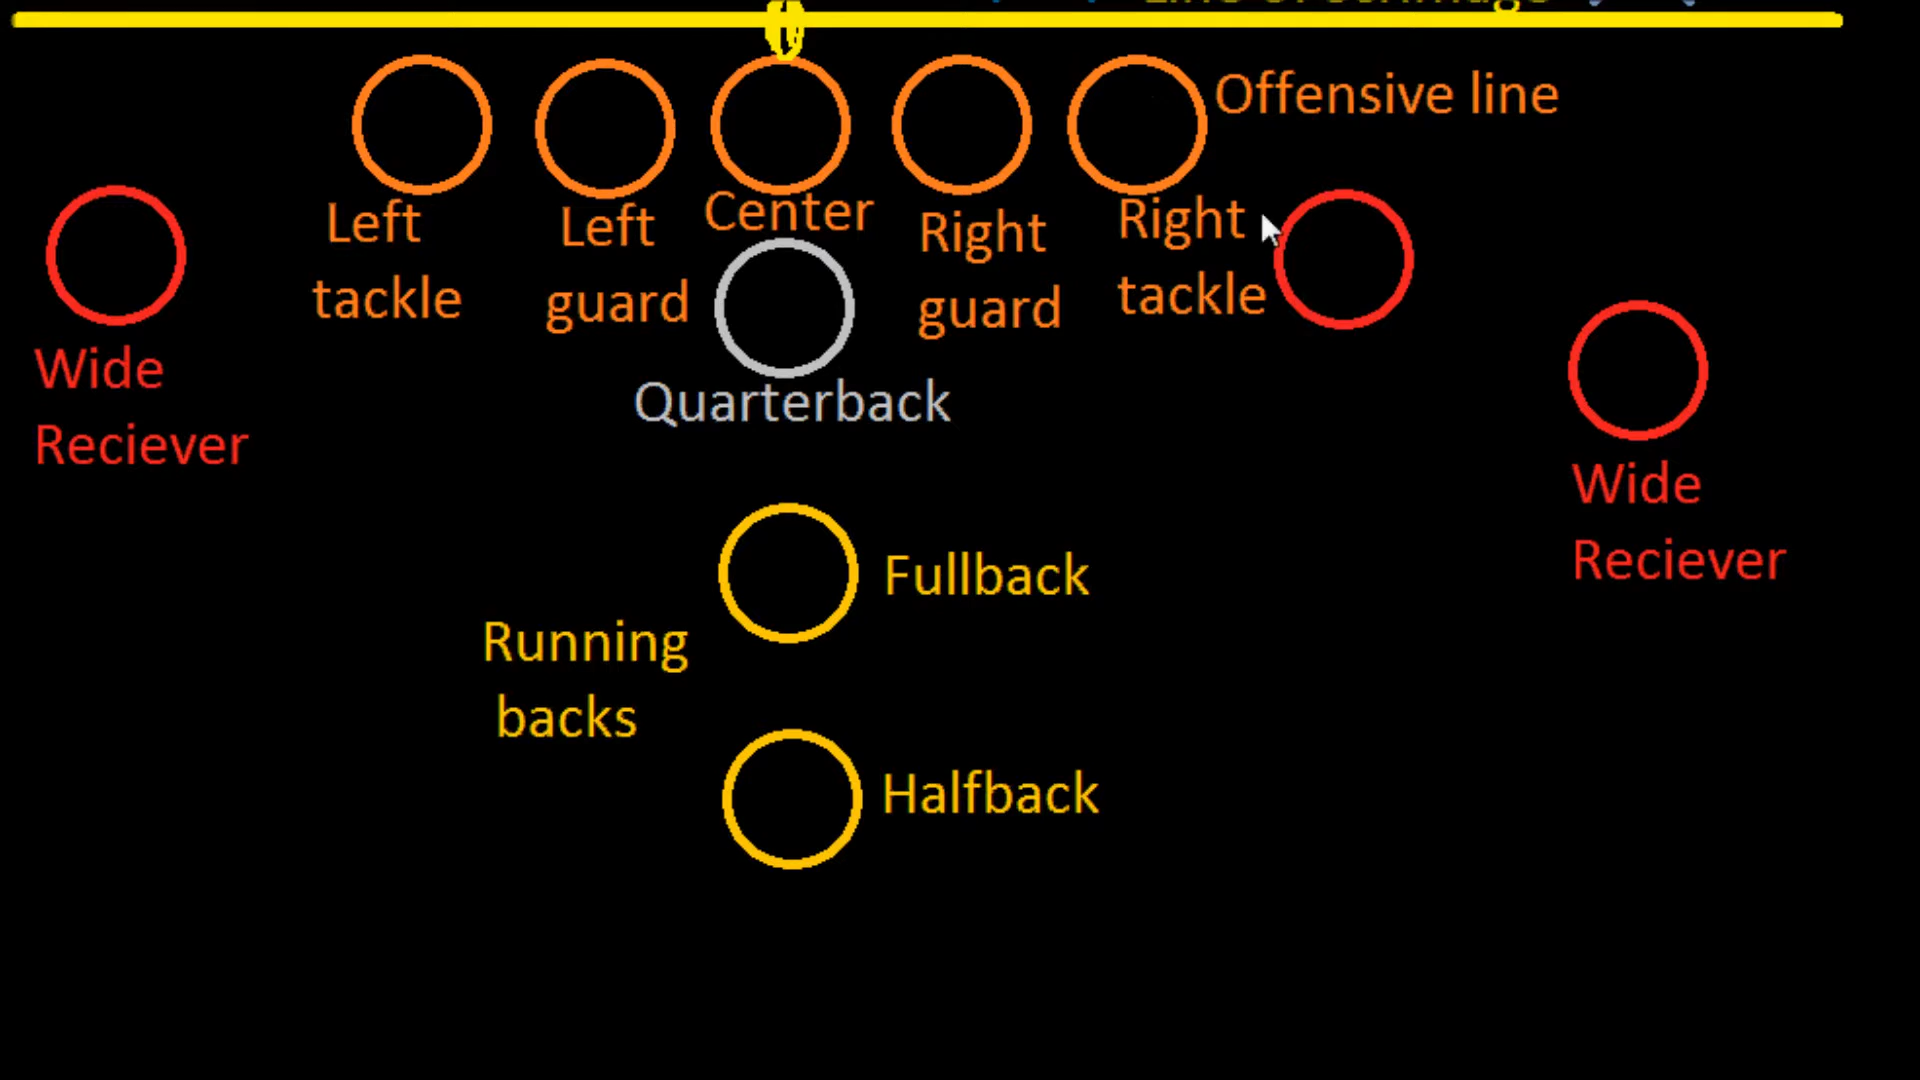 Offensive line
Left
tackle
Left
guard
Center
Right
guard
Right
tackle
Wide
Reciever
Quarterback
Wide
Reciever
Fullback
Running
backs
Halfback